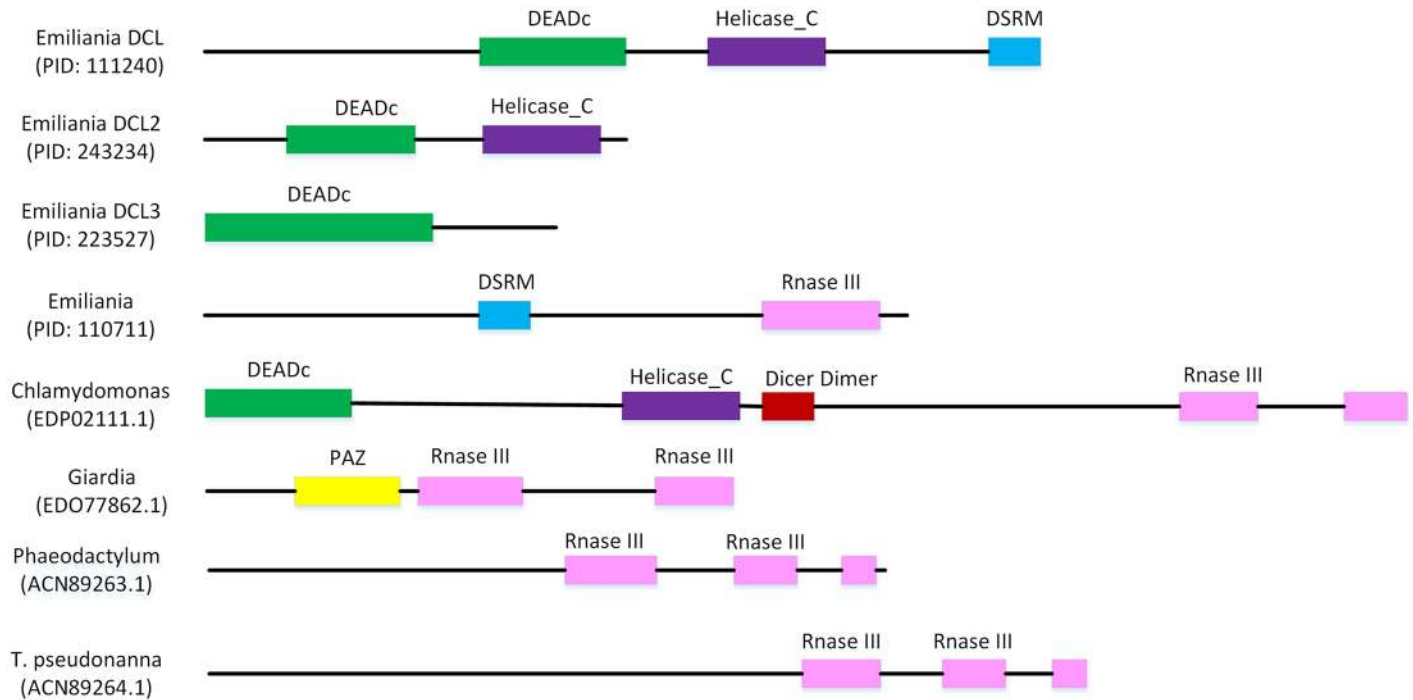 DEADc Helicase_C DSRM
Emiliania DCL
(PID: 111240)
DEADc Helicase_C
Emiliania DCL2
(PID: 243234)
DEADc
Emiliania DCL3
(PID: 223527)
DSRM Rnase III
Emiliania
(PID: 110711)
DEADc Helicase_C Dicer Dimer Rnase III
Chlamydomonas
(EDP02111.1)
PAZ Rnase III Rnase III
Giardia
(EDO77862.1)
Rnase III Rnase III
Phaeodactylum
(ACN89263.1)
Rnase III Rnase III
T. pseudonanna
(ACN89264.1)